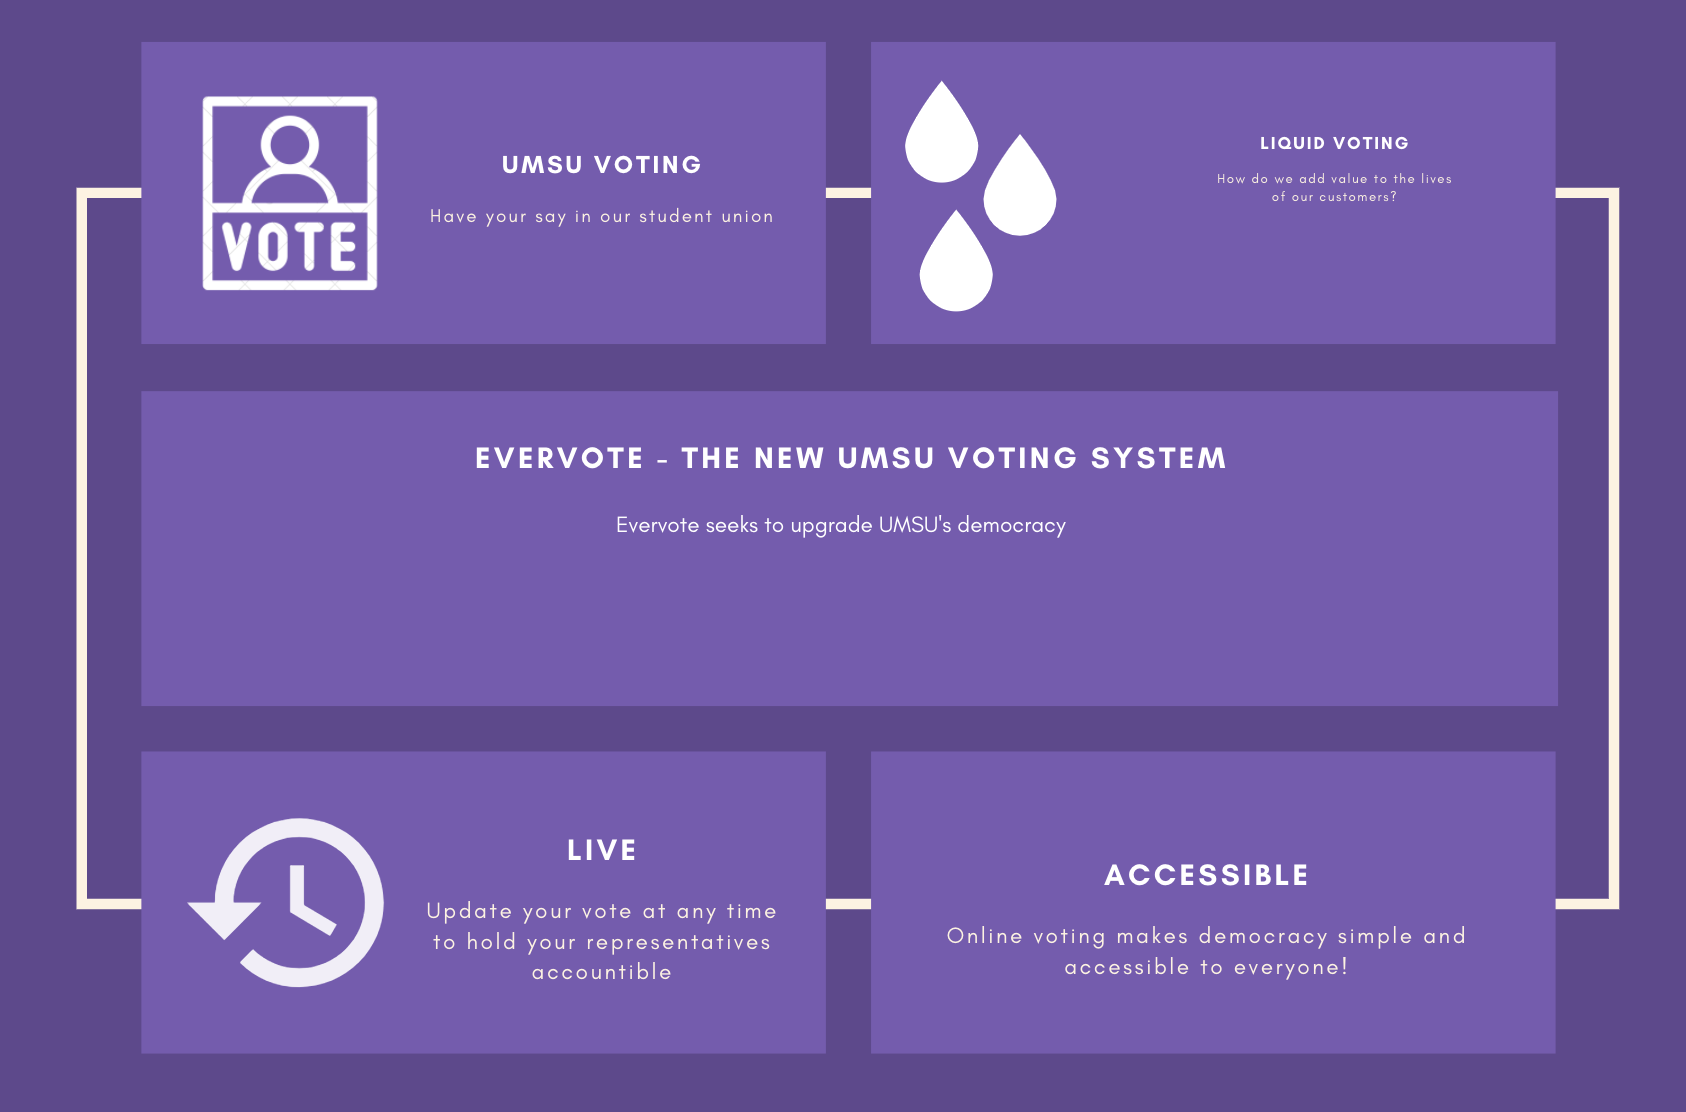 VOTE
UMSU VOTING
Have your say in our student union
LIQUID VOTING
How do we add value to the lives
of our customers?
EVERVOTE - THE NEW UMSU VOTING SYSTEM
Evervote seeks to upgrade UMSU's democracy
LIVE
Update your vote at any time
to hold your representatives
accountible
ACCESSIBLE
Online voting makes democracy simple and
accessible to everyone!